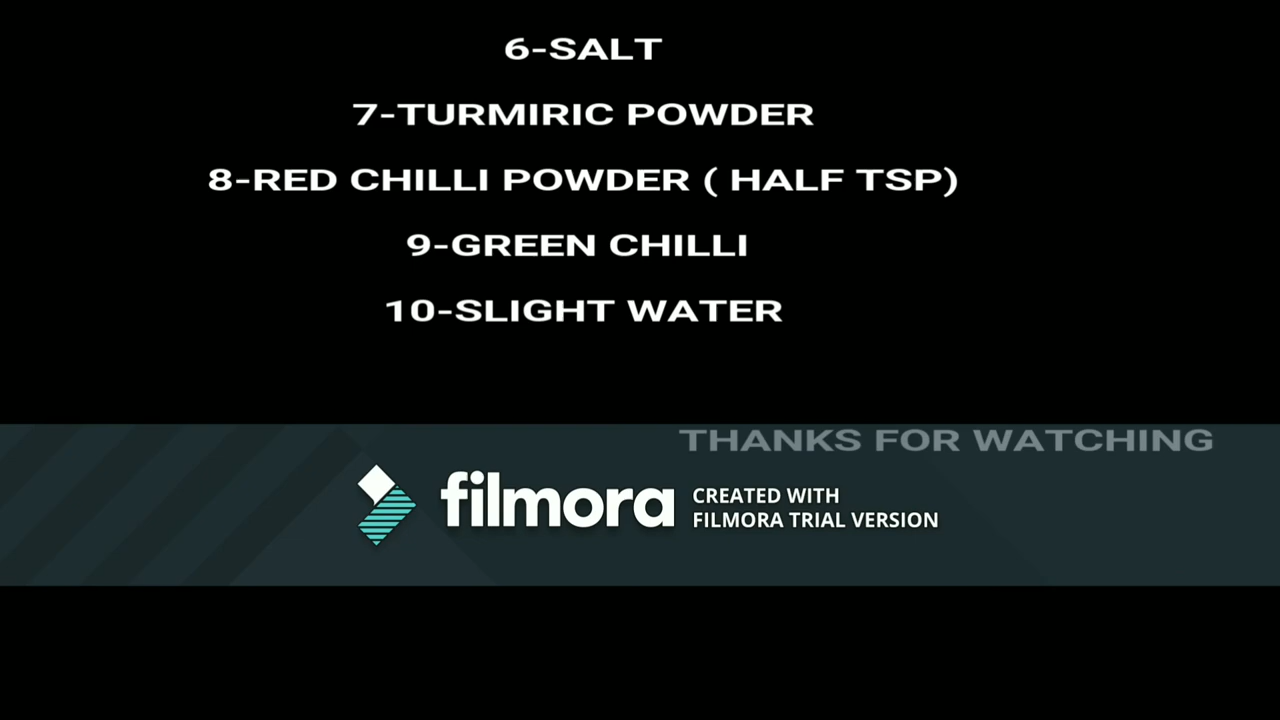 6-SALT
7-TURMIRIC POWDER
8-RED CHILLI POWDER ( HALF TSP)
9-GREEN CHILLI
10-SLIGHT WATER
THANKS FOR WATCHING
filmora
CREATED WITH
FILMORA TRIAL VERSION